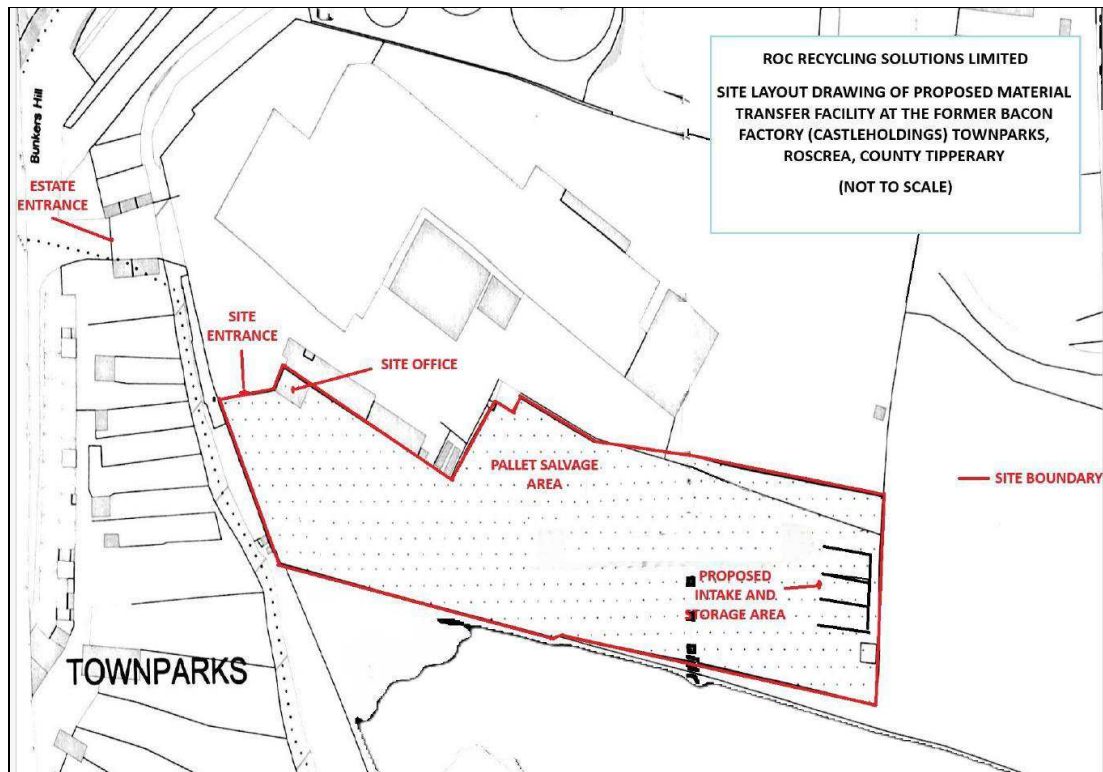 ROC RECYCLING SOLUTIONS LIMITED
SITE LAYOUT DRAWING OF PROPOSED MATERIAL
TRANSFER FACILITY AT THE FORMER BACON
FACTORY (CASTLEHOLDINGS) TOWNPARKS,
ROSCREA, COUNTY TIPPERARY
(NOT TO SCALE)
Bunkers Hill
ESTATE
ENTRANCE
SITE
ENTRANCE
SITE OFFICE
PALLET SALVAGE
AREA
SITE BOUNDARY
PROPOSED
INTAKE AND
STORAGE AREA
TOWNPARKS